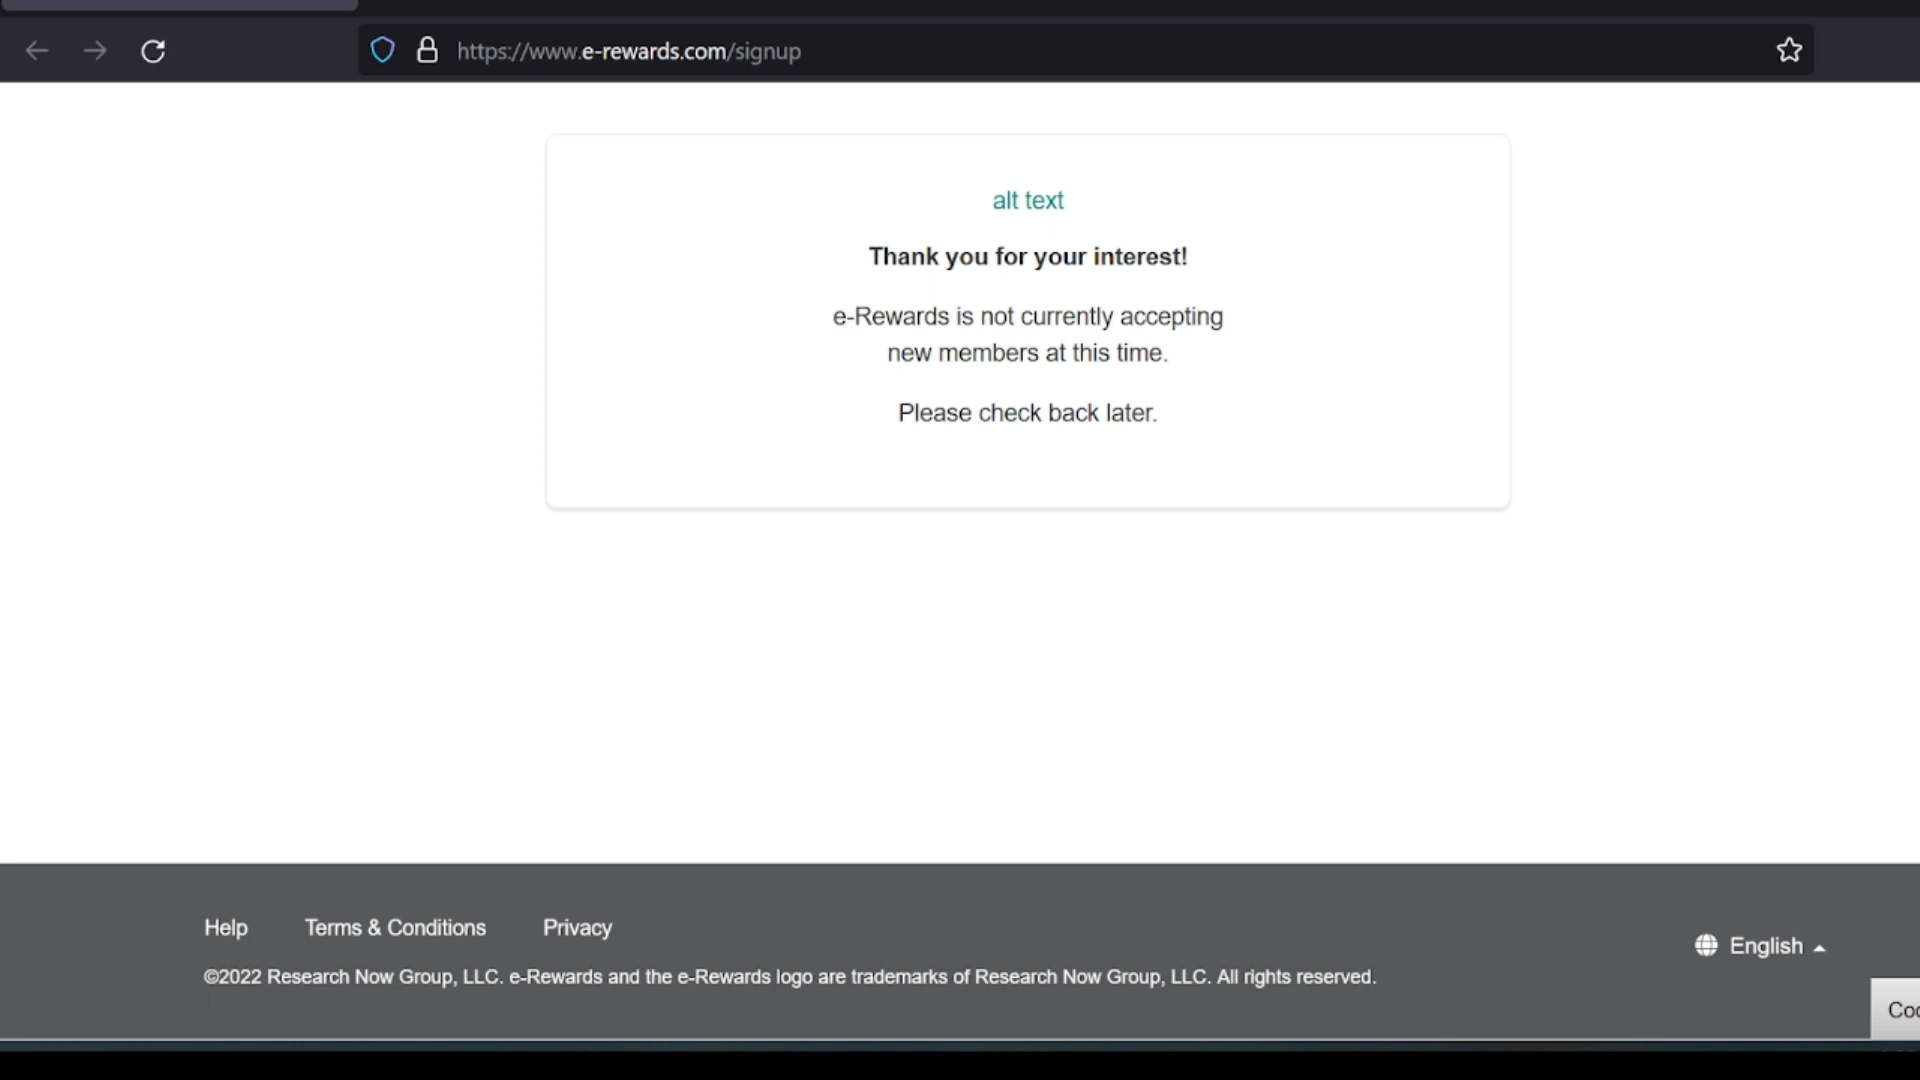 https://www.e-rewards.com/signup
alt text
Thank you for your interest!
e-Rewards is not currently accepting
new members at this time.
Please check back later.
Help Terms & Conditions Privacy
English
©2022 Research Now Group, LLC. e-Rewards and the e-Rewards logo are trademarks of Research Now Group, LLC. All rights reserved.